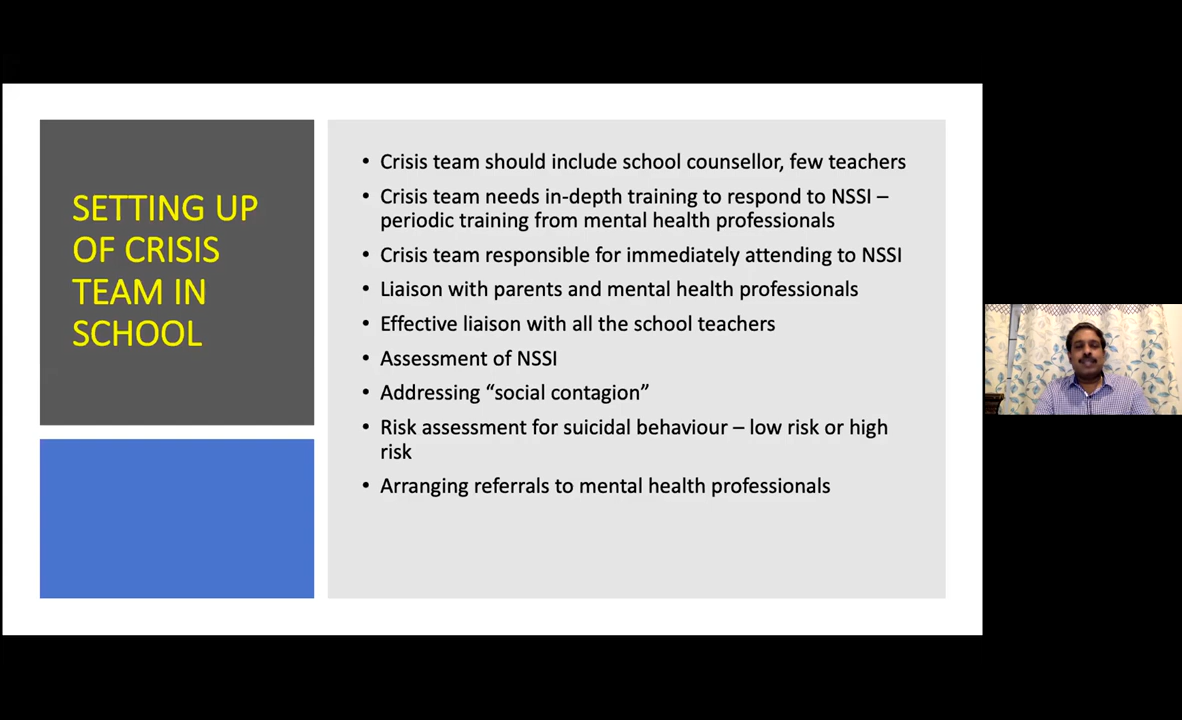 SETTING UP
OF CRISIS
TEAM IN
SCHOOL
• Crisis team should include school counsellor, few teachers
• Crisis team needs in-depth training to respond to NSSI –
periodic training from mental health professionals
• Crisis team responsible for immediately attending to NSSI
• Liaison with parents and mental health professionals
• Effective liaison with all the school teachers
• Assessment of NSSI
• Addressing “social contagion”
• Risk assessment for suicidal behaviour – low risk or high
risk
• Arranging referrals to mental health professionals